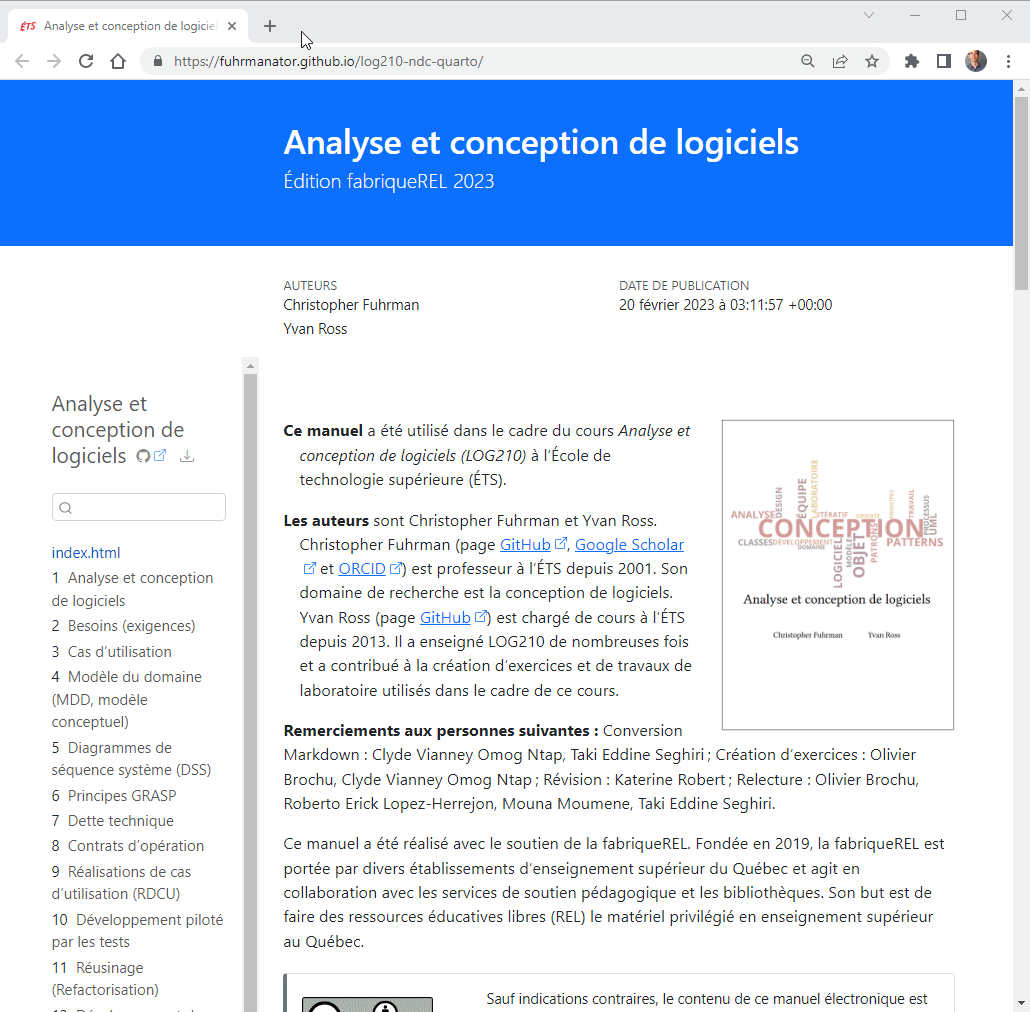 ÉTS Analyse et conception de logiciel
https://fuhrmanator.github.io/log210-ndc-quarto/
Analyse et conception de logiciels
Édition fabriqueREL 2023
AUTEURS
Christopher Fuhrman
Yvan Ross
DATE DE PUBLICATION
20 février 2023 à 03:11:57 +00:00
Analyse et
conception de
logiciels
index.html
1 Analyse et conception
de logiciels
2 Besoins (exigences)
3 Cas d’utilisation
4 Modèle du domaine
(MDD, modèle
conceptuel)
5 Diagrammes de
séquence système (DSS)
6 Principes GRASP
7 Dette technique
8 Contrats d’opération
9 Réalisations de cas
d’utilisation (RDCU)
10 Développement piloté
par les tests
11 Réusinage
(Refactorisation)
Ce manuel a été utilisé dans le cadre du cours Analyse et
conception de logiciels (LOG210) à l’École de
technologie supérieure (ÉTS).
Les auteurs sont Christopher Fuhrman et Yvan Ross.
Christopher Fuhrman (page GitHub, Google Scholar
et ORCID) est professeur à l’ÉTS depuis 2001. Son
domaine de recherche est la conception de logiciels.
Yvan Ross (page GitHub) est chargé de cours à l’ÉTS
depuis 2013. Il a enseigné LOG210 de nombreuses fois
et a contribué à la création d’exercices et de travaux de
laboratoire utilisés dans le cadre de ce cours.
ANALYSE
DESIGN
ÉQUIPE
LABORATOIRE
ITÉRATIF
ORIENTÉ
PRINCIPES
TRAVAIL
PROCESSUS
UML
CONCEPTION
CLASSES
DÉVELOPPEMENT
DOMAINE
LOGICIEL
MODÈLE
OBJET
PATRONS
PATTERNS
Analyse et conception de logiciels
Christopher Fuhrman Yvan Ross
Remerciements aux personnes suivantes : Conversion
Markdown : Clyde Vianney Omog Ntap, Taki Eddine Seghiri ; Création d’exercices : Olivier
Brochu, Clyde Vianney Omog Ntap ; Révision : Katerine Robert ; Relecture : Olivier Brochu,
Roberto Erick Lopez-Herrejon, Mouna Moumene, Taki Eddine Seghiri.
Ce manuel a été réalisé avec le soutien de la fabriqueREL. Fondée en 2019, la fabriqueREL est
portée par divers établissements d’enseignement supérieur du Québec et agit en
collaboration avec les services de soutien pédagogique et les bibliothèques. Son but est de
faire des ressources éducatives libres (REL) le matériel privilégié en enseignement supérieur
au Québec.
Sauf indications contraires, le contenu de ce manuel électronique est